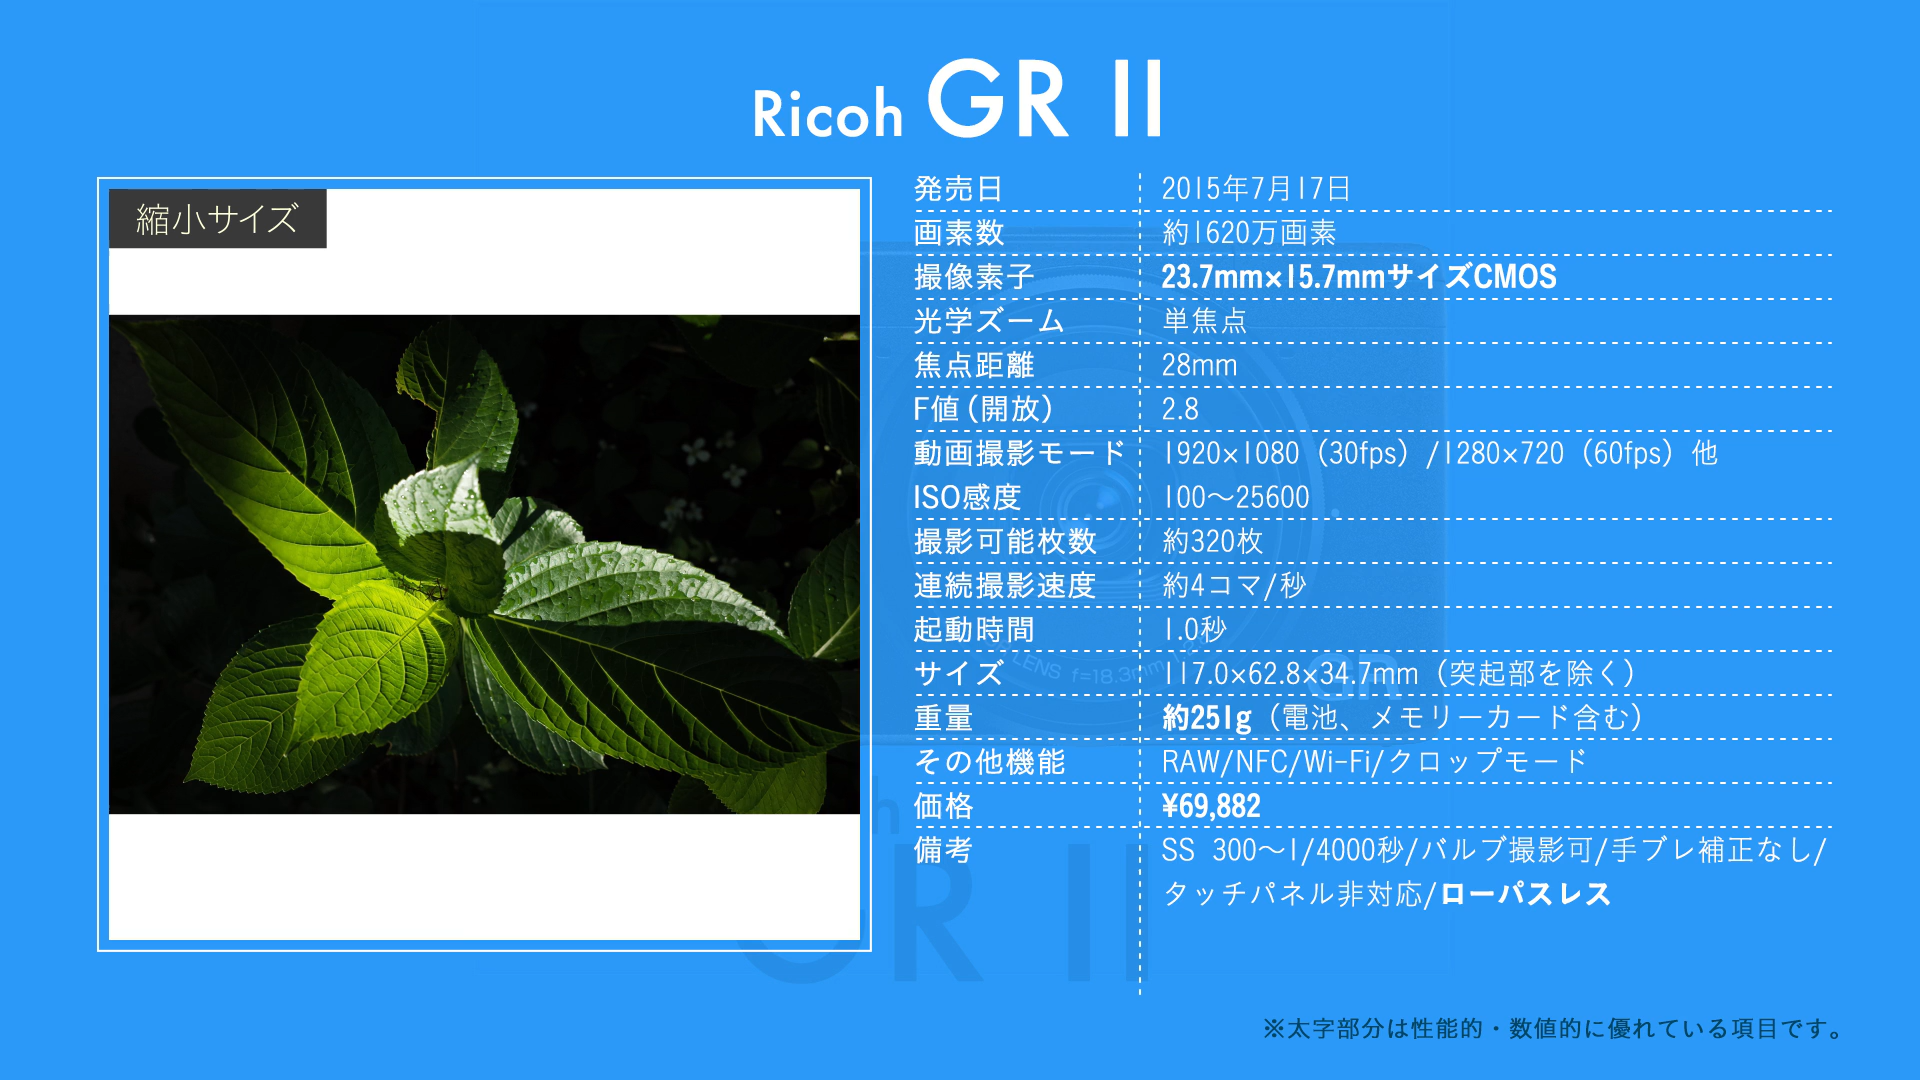 Ricoh GR II
縮小サイズ
発売日 2015年7月17日
画素数 約1620万画素
撮像素子 23.7mm×15.7mmサイズCMOS
光学ズーム 単焦点
焦点距離 28mm
F値(開放) 2.8
動画撮影モード 1920×1080(30fps)/1280×720(60fps)他
ISO感度 100〜25600
撮影可能枚数 約320枚
連続撮影速度 約4コマ/秒
起動時間 1.0秒
サイズ 117.0×62.8×34.7mm(突起部を除く)
重量 約251g(電池、メモリーカード含む)
その他機能 RAW/NFC/Wi-Fi/クロップモード
価格 ¥69,882
備考 SS 300〜1/4000秒/バルブ撮影可/手ブレ補正なし/
タッチパネル非対応/ローパスレス
LENS f=18.3mm
GR
h
GR II
※太字部分は性能的・数値的に優れている項目です。